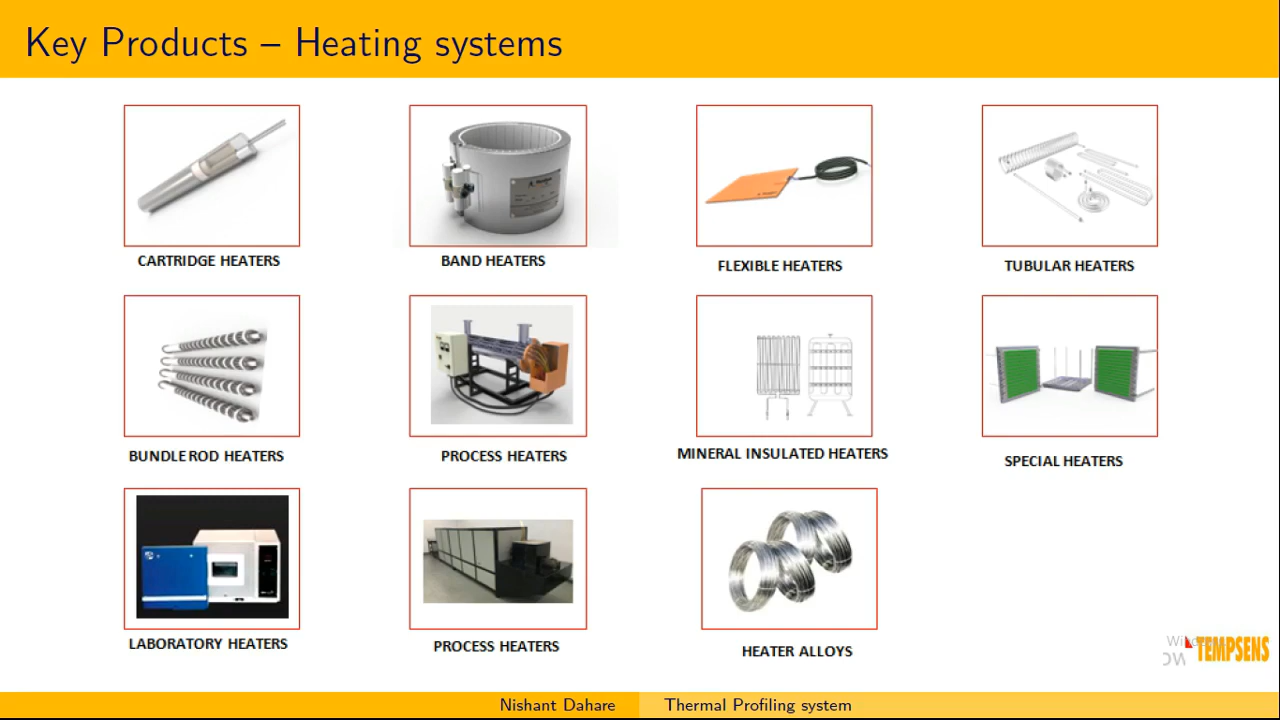 Key Products – Heating systems
CARTRIDGE HEATERS
BAND HEATERS
FLEXIBLE HEATERS
TUBULAR HEATERS
BUNDLE ROD HEATERS
PROCESS HEATERS
MINERAL INSULATED HEATERS
SPECIAL HEATERS
LABORATORY HEATERS
PROCESS HEATERS
HEATER ALLOYS
TEMPSENS
Nishant Dahare
Thermal Profiling system